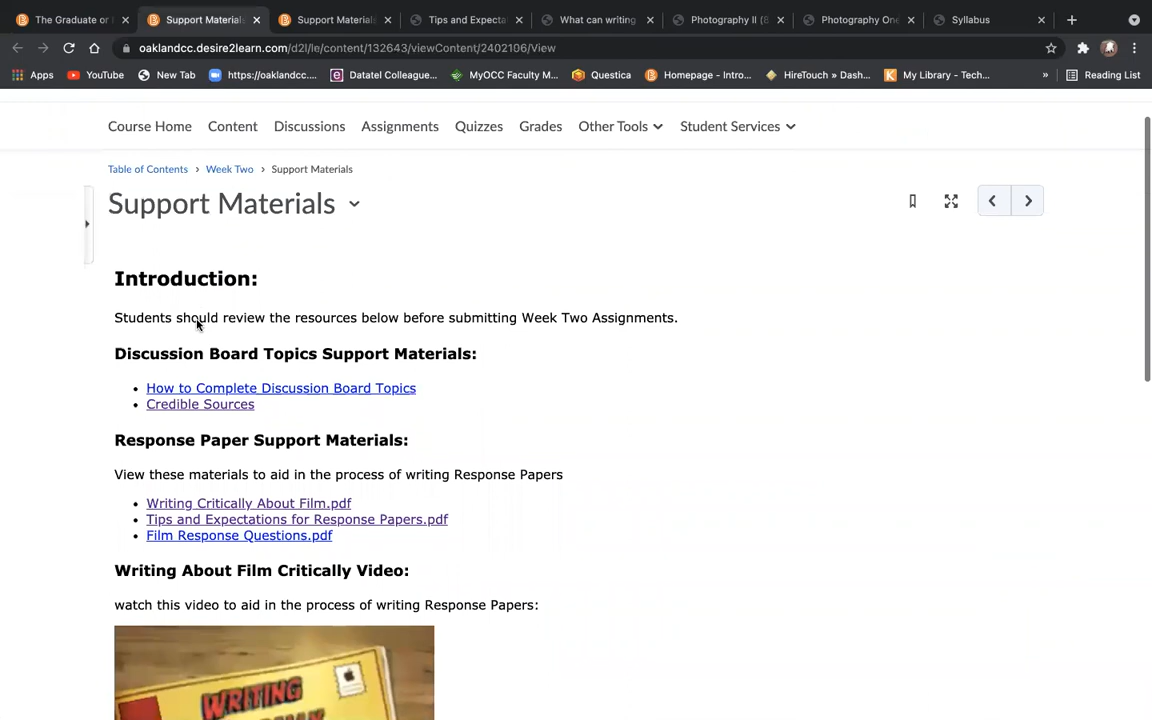 The Graduate or
Support Materials
Support Materials
Tips and Expecta
What can writing
Photography II (8
Photography One
Syllabus
oaklandcc.desire2learn.com/d2l/le/content/132643/viewContent/2402106/View
Apps
YouTube
New Tab
https://oaklandcc....
Datatel Colleague...
MyOCC Faculty M...
Questica
Homepage - Intro...
HireTouch » Dash...
My Library - Tech...
»
Reading List
Course Home
Content
Discussions
Assignments
Quizzes
Grades
Other Tools
Student Services
Table of Contents › Week Two › Support Materials
Support Materials
Introduction:
Students should review the resources below before submitting Week Two Assignments.
Discussion Board Topics Support Materials:
• How to Complete Discussion Board Topics
• Credible Sources
Response Paper Support Materials:
View these materials to aid in the process of writing Response Papers
• Writing Critically About Film.pdf
• Tips and Expectations for Response Papers.pdf
• Film Response Questions.pdf
Writing About Film Critically Video:
watch this video to aid in the process of writing Response Papers:
WRITING